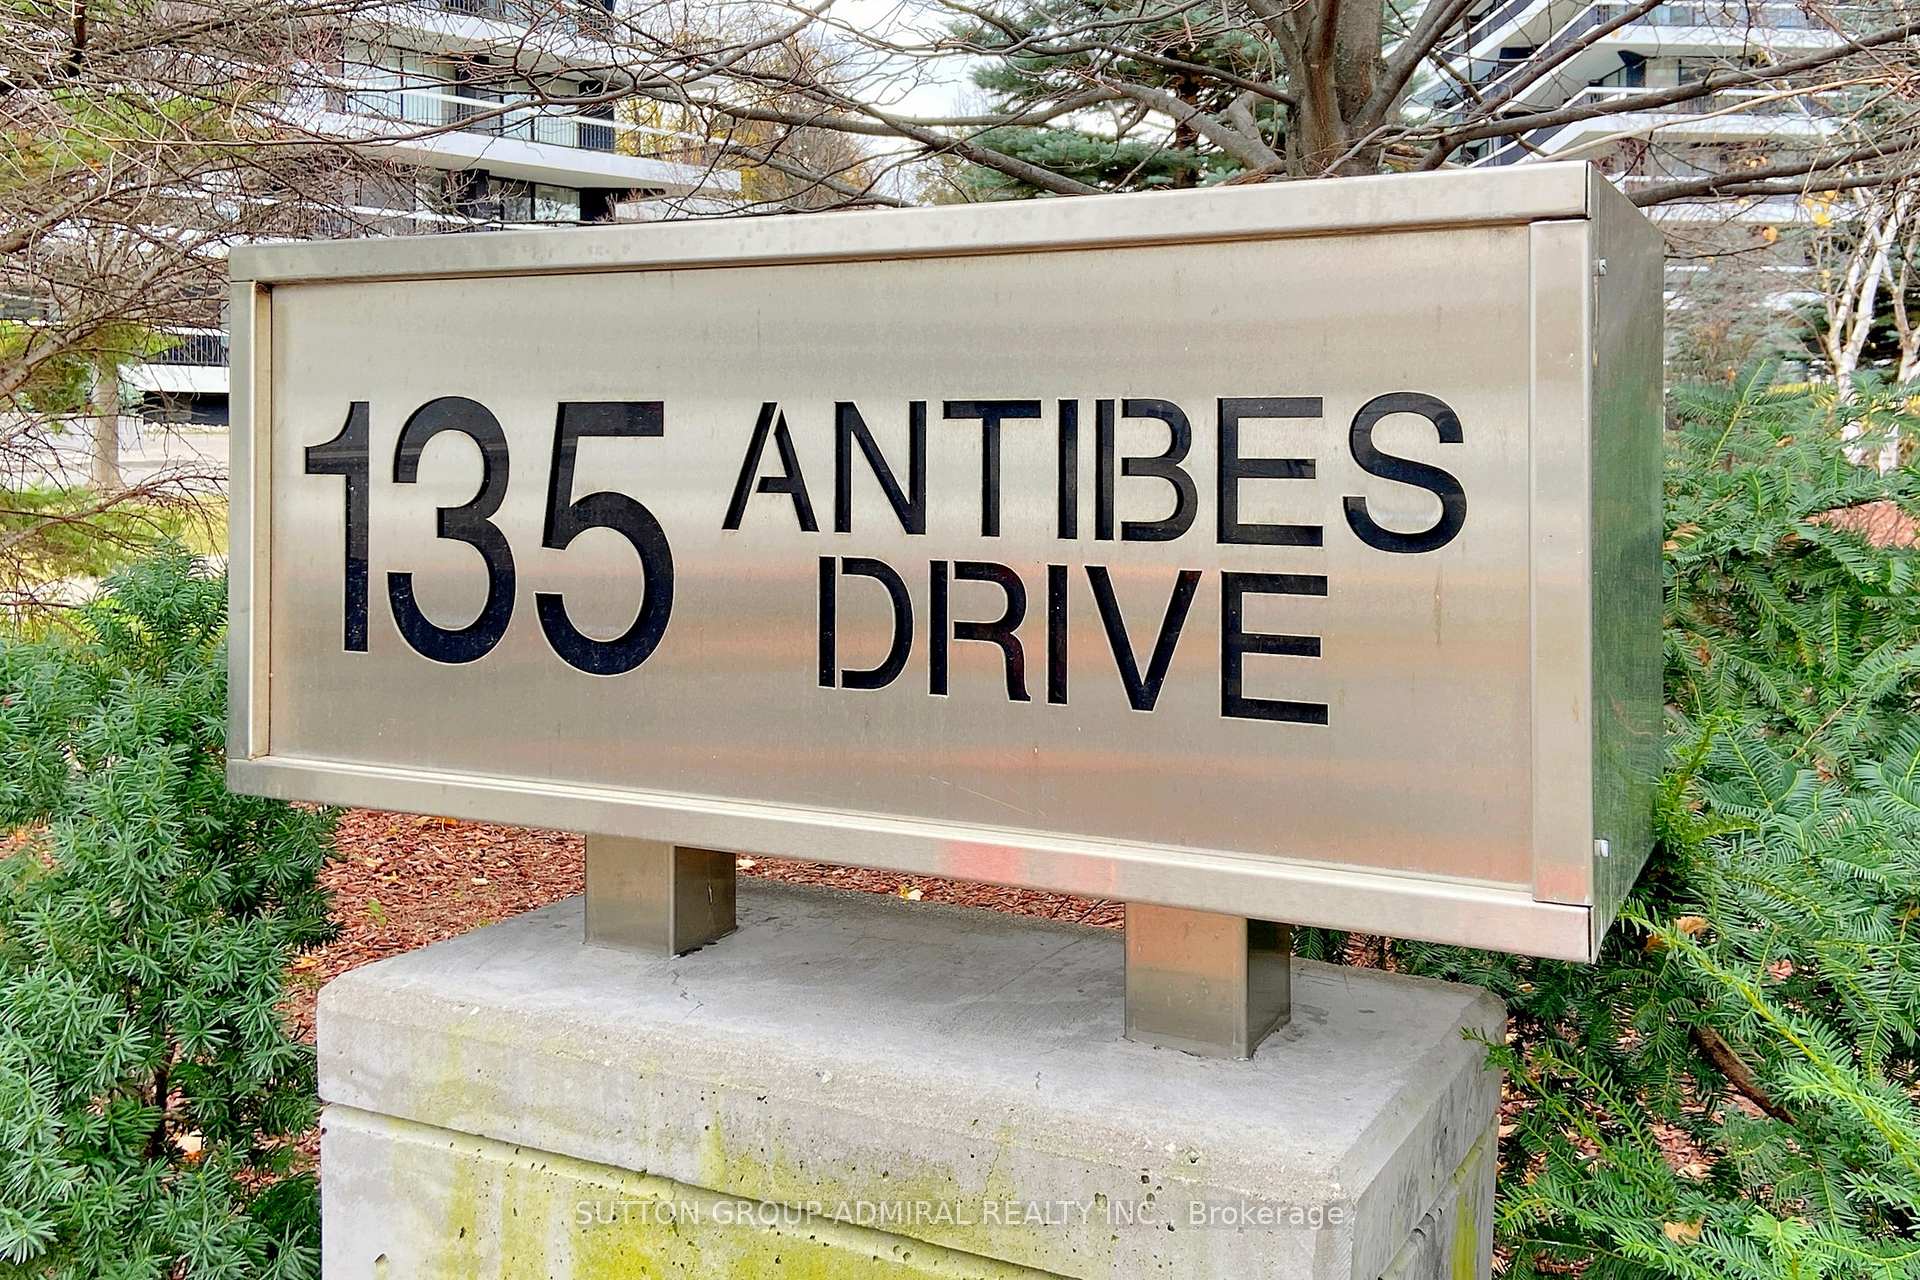 135 ANTIBES
DRIVE
SUTTON GROUP-ADMIRAL REALTY INC., Brokerage